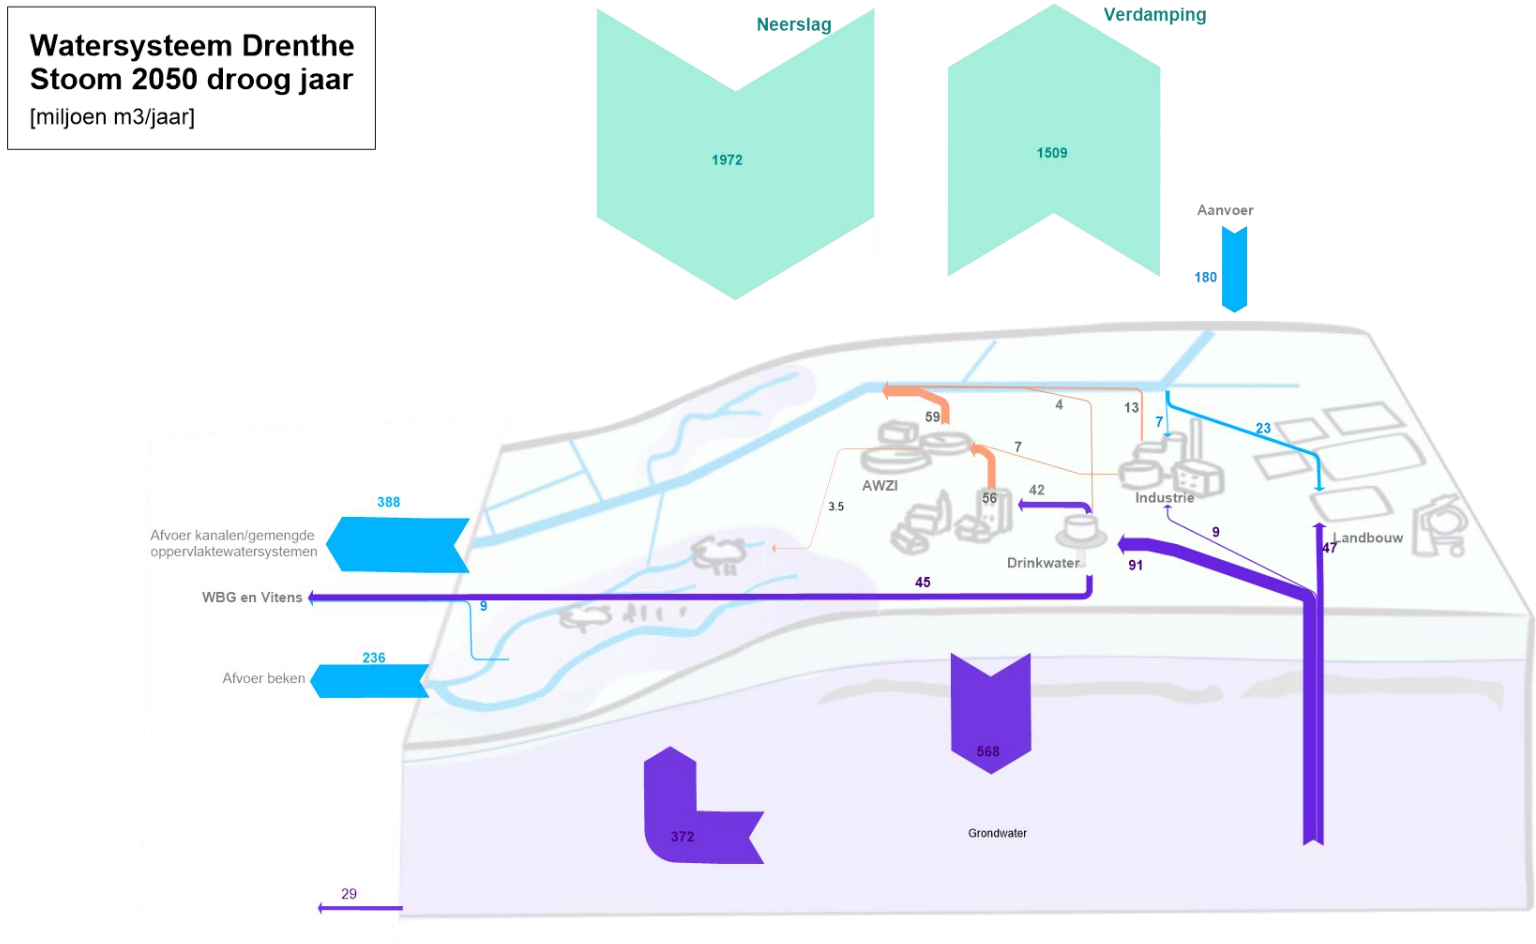 Watersysteem Drenthe
Stoom 2050 droog jaar
[miljoen m3/jaar]
Neerslag
1972
Verdamping
1509
Aanvoer
180
59
4
13
7
23
7
AWZI
3.5
56
42
Industrie
388
Afvoer kanalen/gemengde
oppervlaktewatersystemen
9
47
Landbouw
Drinkwater
91
45
WBG en Vitens
9
236
Afvoer beken
568
372
Grondwater
29